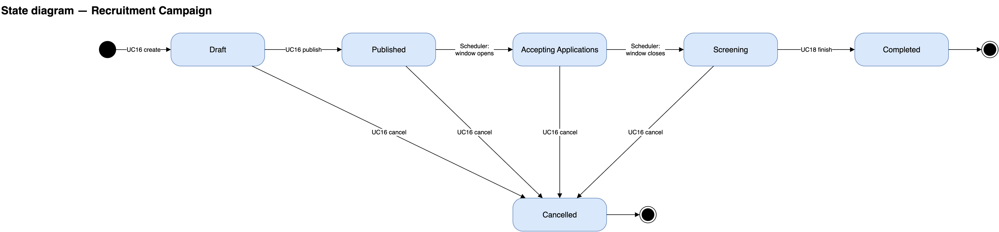 State diagram — Recruitment Campaign
UC16 create
Draft
UC16 publish
Published
Scheduler:
window opens
Accepting Applications
Scheduler:
window closes
Screening
UC18 finish
Completed
UC16 cancel
UC16 cancel
UC16 cancel
UC16 cancel
Cancelled